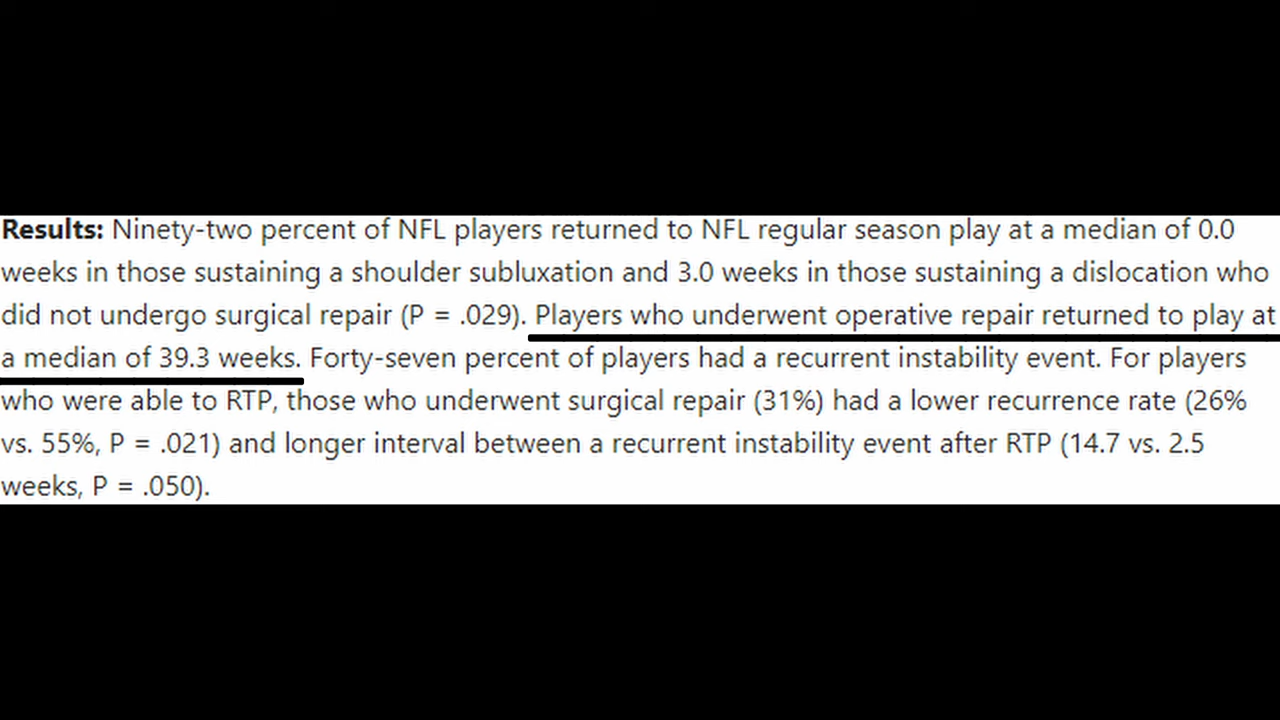 Results: Ninety-two percent of NFL players returned to NFL regular season play at a median of 0.0
weeks in those sustaining a shoulder subluxation and 3.0 weeks in those sustaining a dislocation who
did not undergo surgical repair (P = .029). Players who underwent operative repair returned to play at
a median of 39.3 weeks. Forty-seven percent of players had a recurrent instability event. For players
who were able to RTP, those who underwent surgical repair (31%) had a lower recurrence rate (26%
vs. 55%, P = .021) and longer interval between a recurrent instability event after RTP (14.7 vs. 2.5
weeks, P = .050).